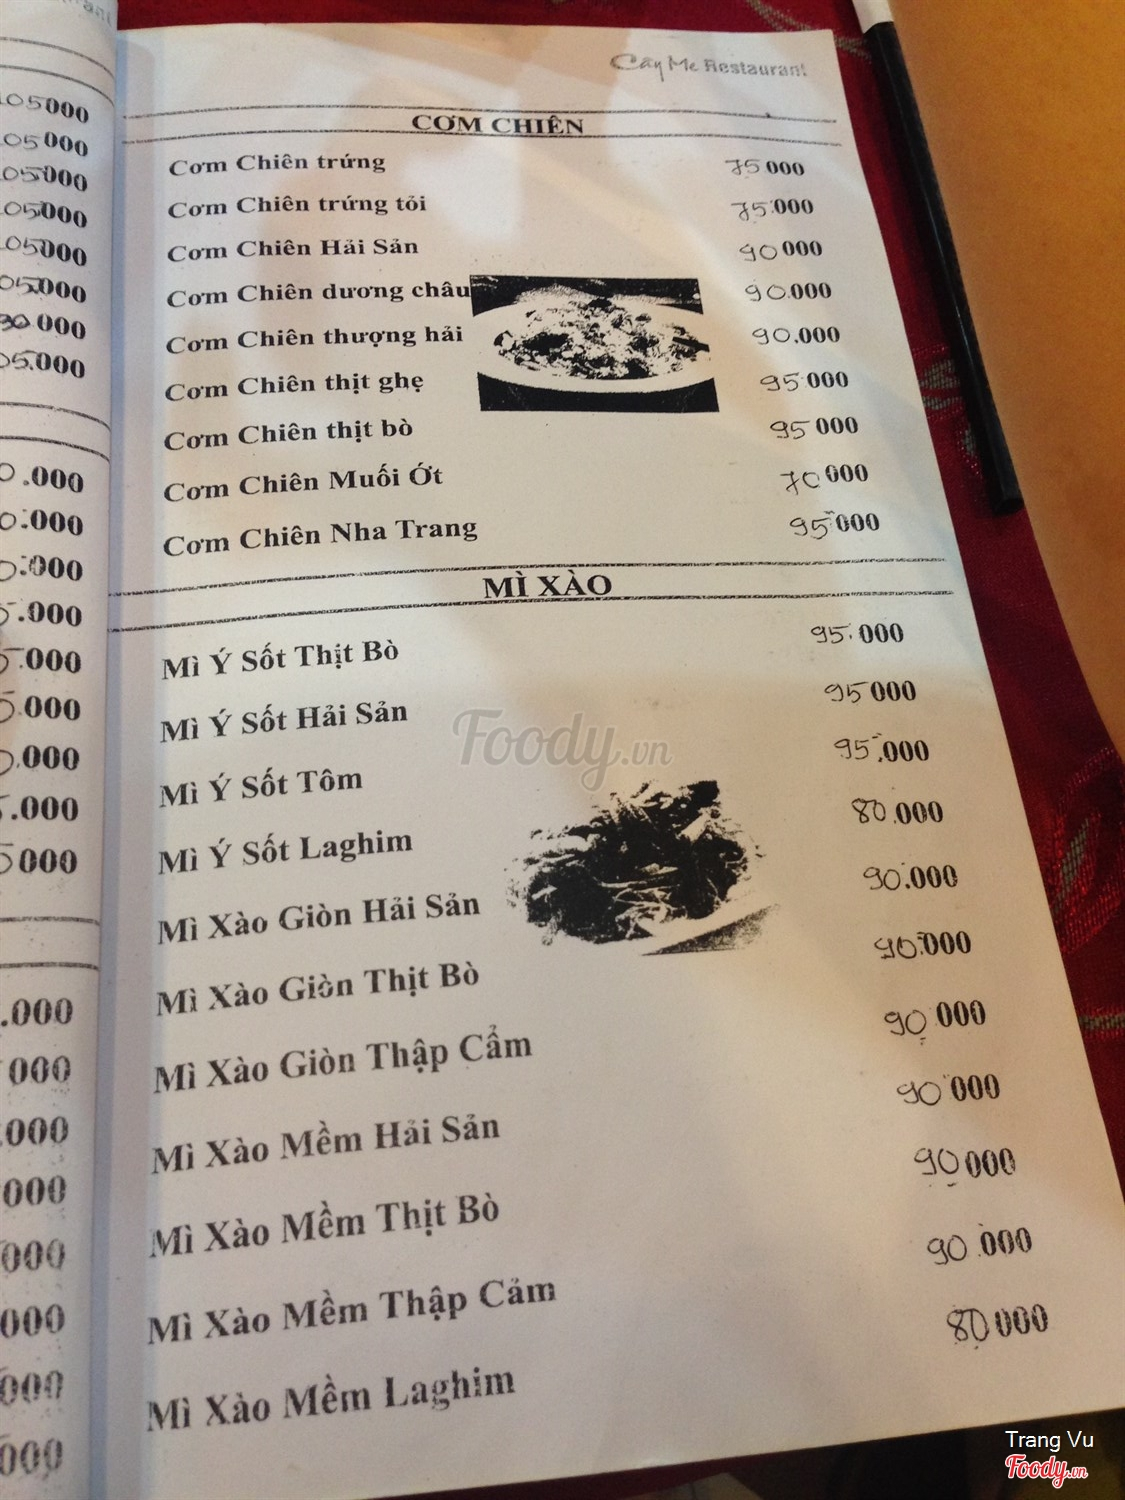 Cây Me Restaurant
CƠM CHIÊN
Cơm Chiên trứng 75.000
Cơm Chiên trứng tỏi 75.000
Cơm Chiên Hải Sản 90.000
Cơm Chiên dương châu 90.000
Cơm Chiên thượng hải 90.000
Cơm Chiên thịt ghẹ 95.000
Cơm Chiên thịt bò 95.000
Cơm Chiên Muối Ớt 70.000
Cơm Chiên Nha Trang 95.000
MÌ XÀO
Mì Ý Sốt Thịt Bò 95.000
Mì Ý Sốt Hải Sản 95.000
Mì Ý Sốt Tôm 95.000
Mì Ý Sốt Laghim 80.000
Mì Xào Giòn Hải Sản 90.000
Mì Xào Giòn Thịt Bò 90.000
Mì Xào Giòn Thập Cẩm 90.000
Mì Xào Mềm Hải Sản 90.000
Mì Xào Mềm Thịt Bò 90.000
Mì Xào Mềm Thập Cảm 90.000
Mì Xào Mềm Laghim 80.000
Foody.vn
Trang Vu
Foody.vn